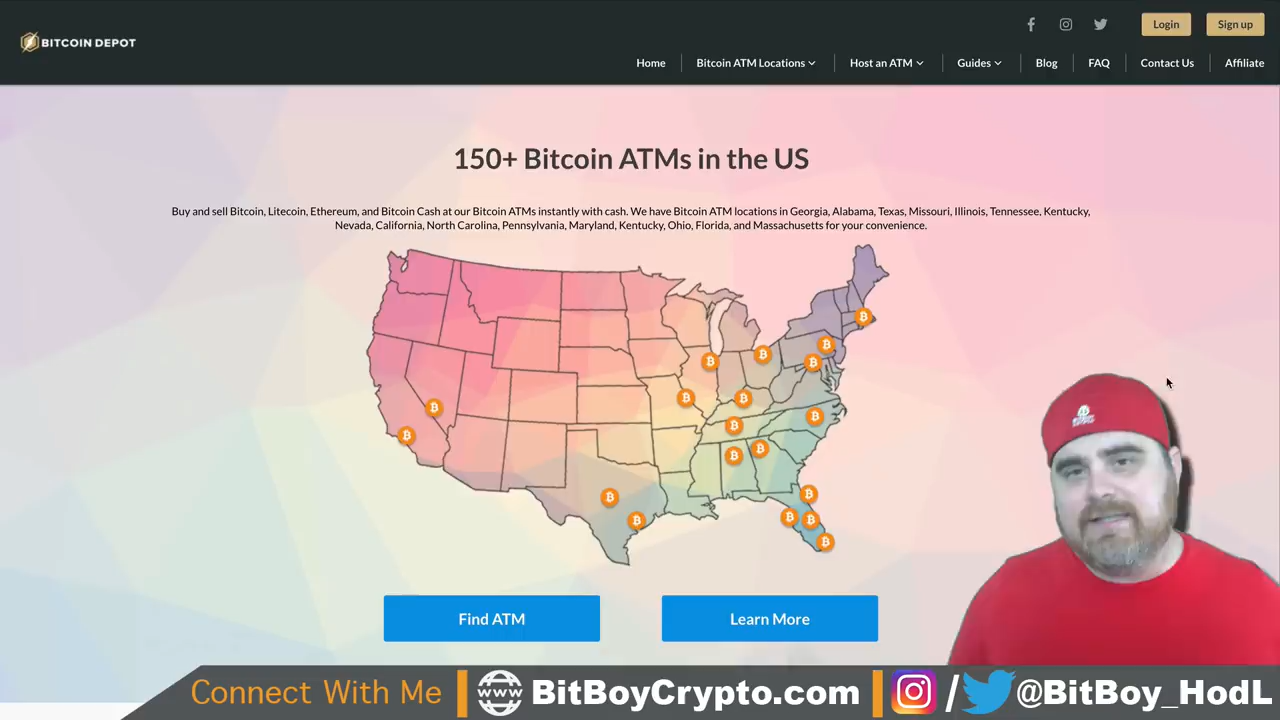 BITCOIN DEPOT
Login
Sign up
Home
Bitcoin ATM Locations
Host an ATM
Guides
Blog
FAQ
Contact Us
Affiliate
150+ Bitcoin ATMs in the US
Buy and sell Bitcoin, Litecoin, Ethereum, and Bitcoin Cash at our Bitcoin ATMs instantly with cash. We have Bitcoin ATM locations in Georgia, Alabama, Texas, Missouri, Illinois, Tennessee, Kentucky,
Nevada, California, North Carolina, Pennsylvania, Maryland, Kentucky, Ohio, Florida, and Massachusetts for your convenience.
Find ATM
Learn More
Connect With Me | www BitBoyCrypto.com | / @BitBoy_HodL